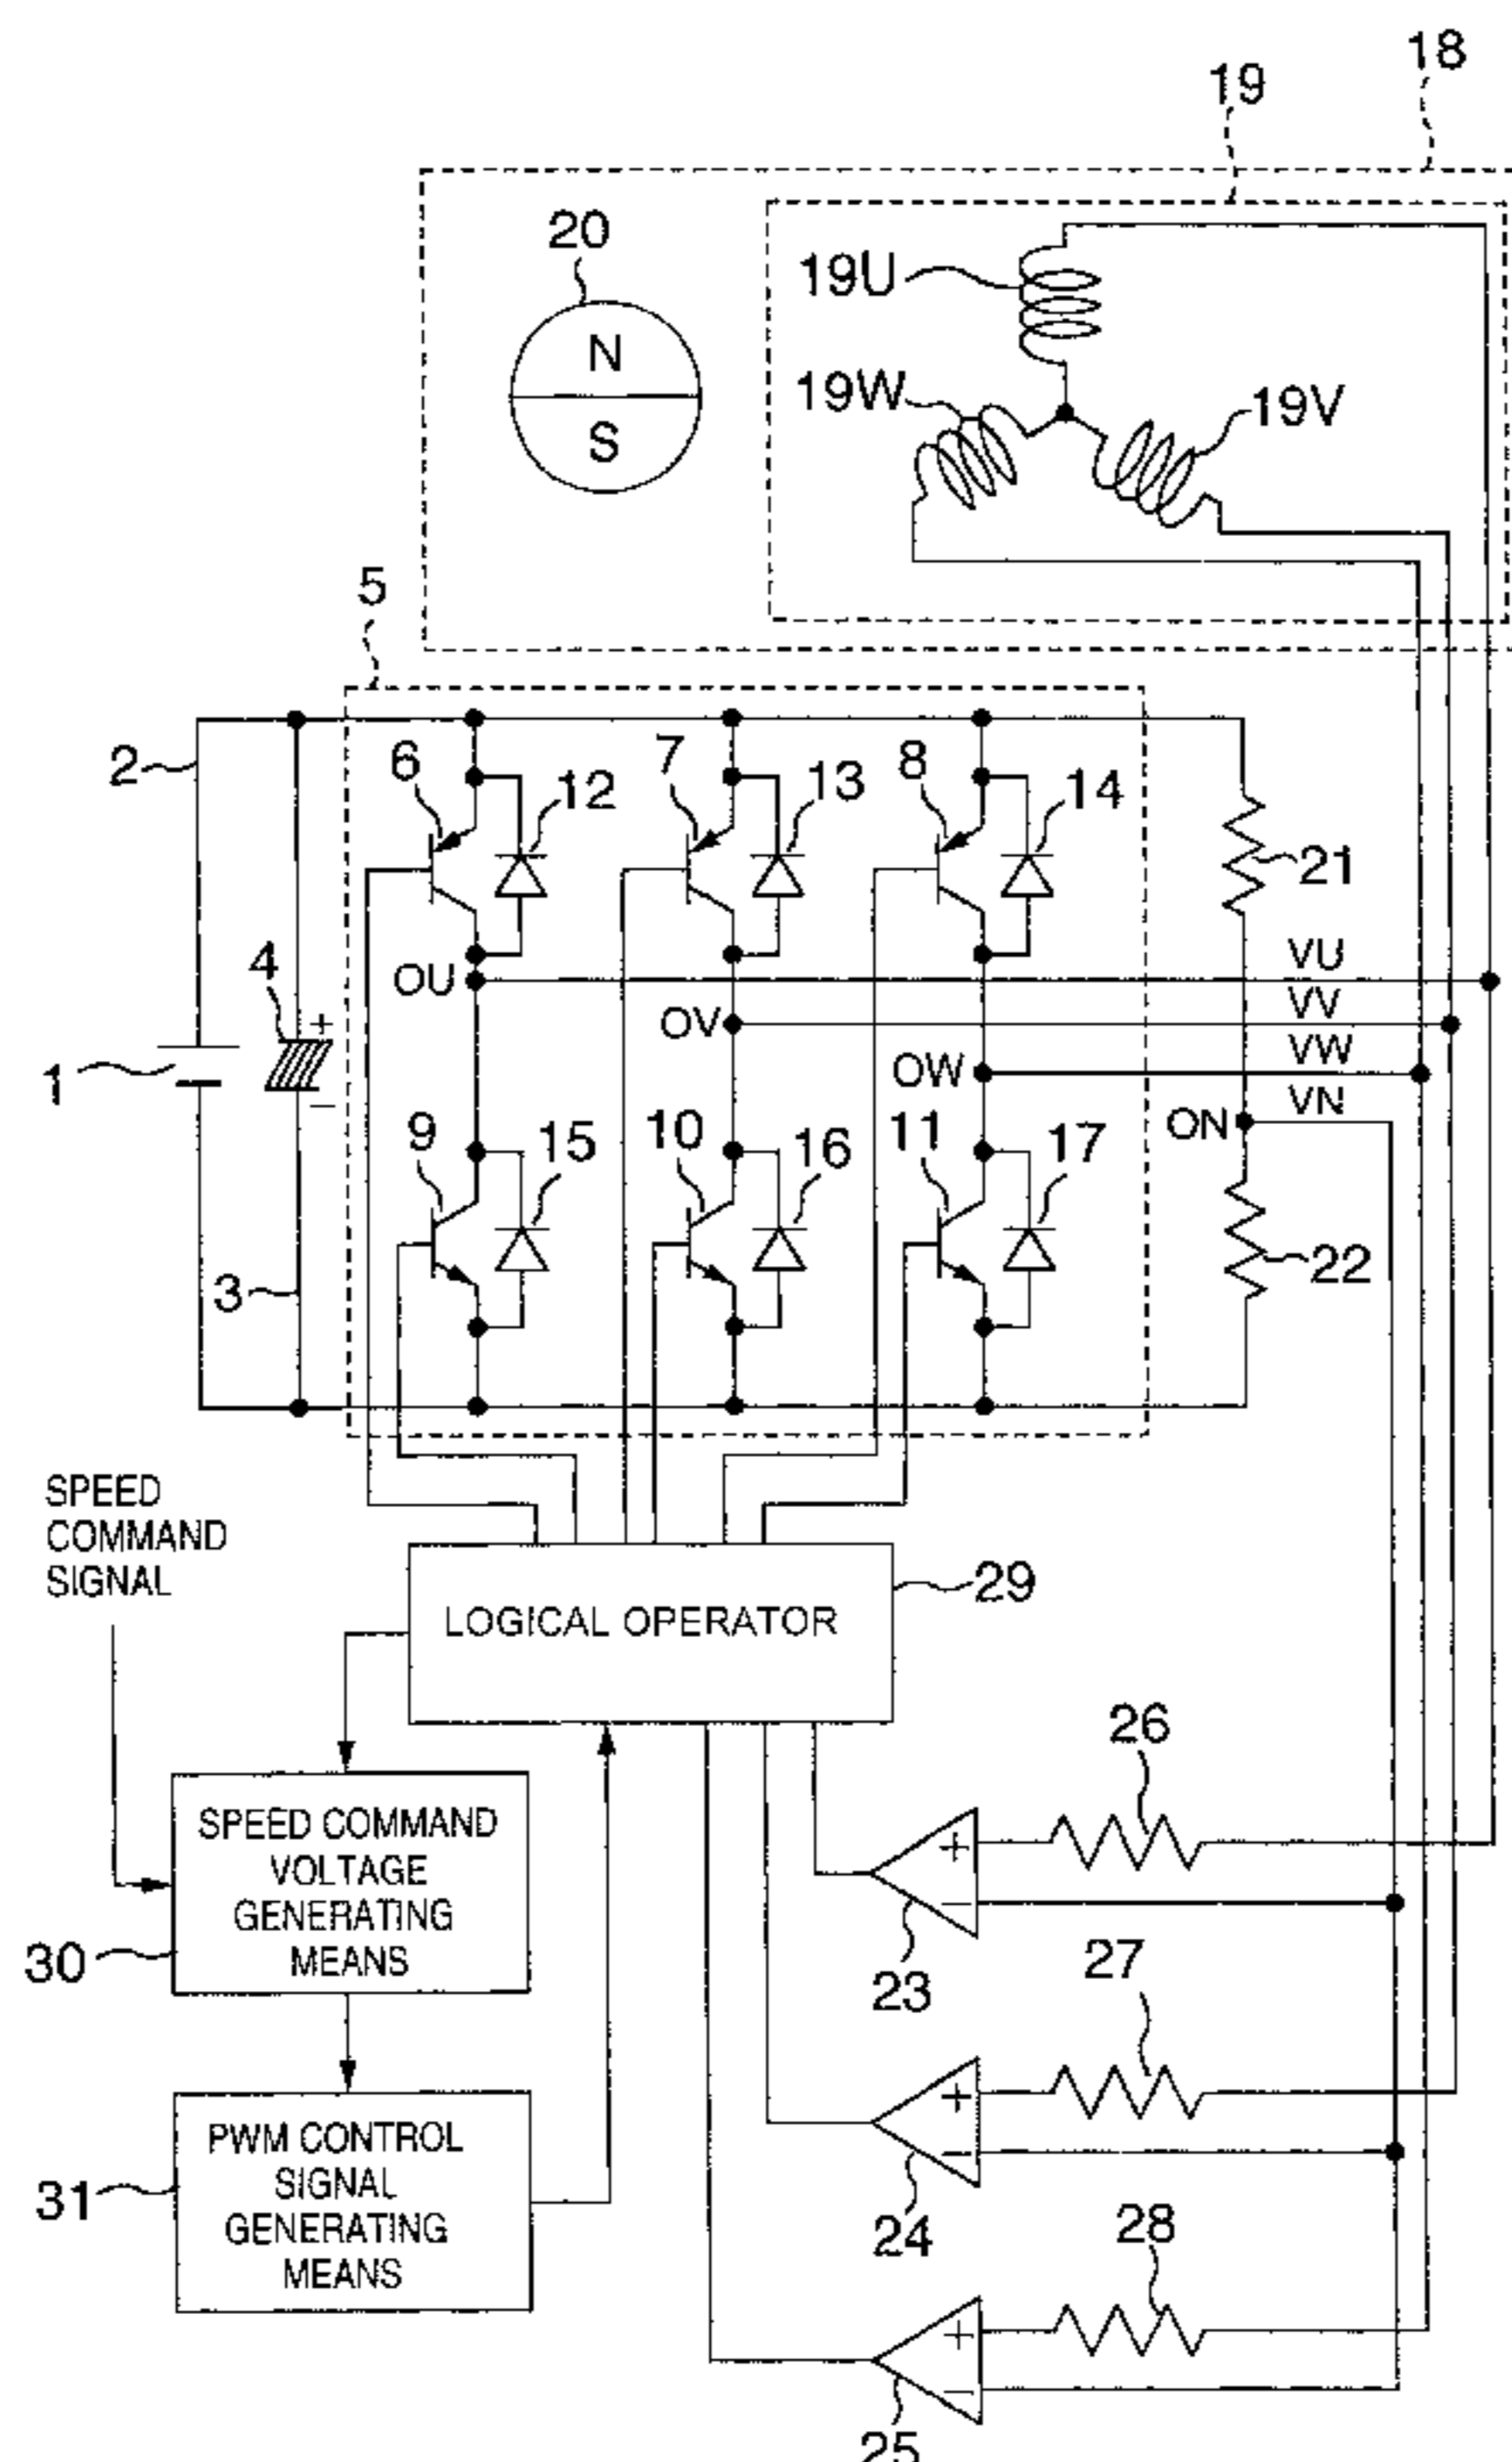 18
19
20
N
S
19U
19W
19V
5
2
6
12
7
13
8
14
21
4
+
−
OU
VU
OV
VV
OW
VW
ON
VN
1
9
15
10
16
11
17
22
3
SPEED
COMMAND
SIGNAL
LOGICAL OPERATOR
29
26
+
−
23
SPEED COMMAND
VOLTAGE
GENERATING
MEANS
30
27
+
−
24
PWM CONTROL
SIGNAL
GENERATING
MEANS
31
28
+
−
25